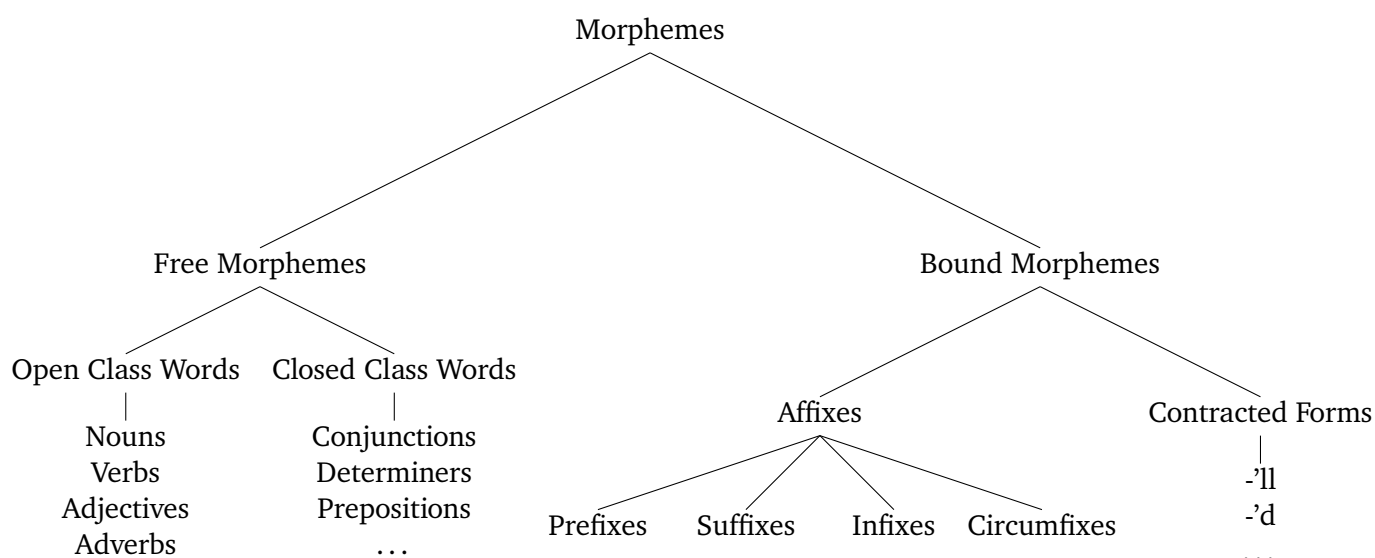 Morphemes
Free Morphemes
Bound Morphemes
Open Class Words
Closed Class Words
Nouns
Verbs
Adjectives
Adverbs
Conjunctions
Determiners
Prepositions
...
Affixes
Contracted Forms
Prefixes
Suffixes
Infixes
Circumfixes
-’ll
-’d
...